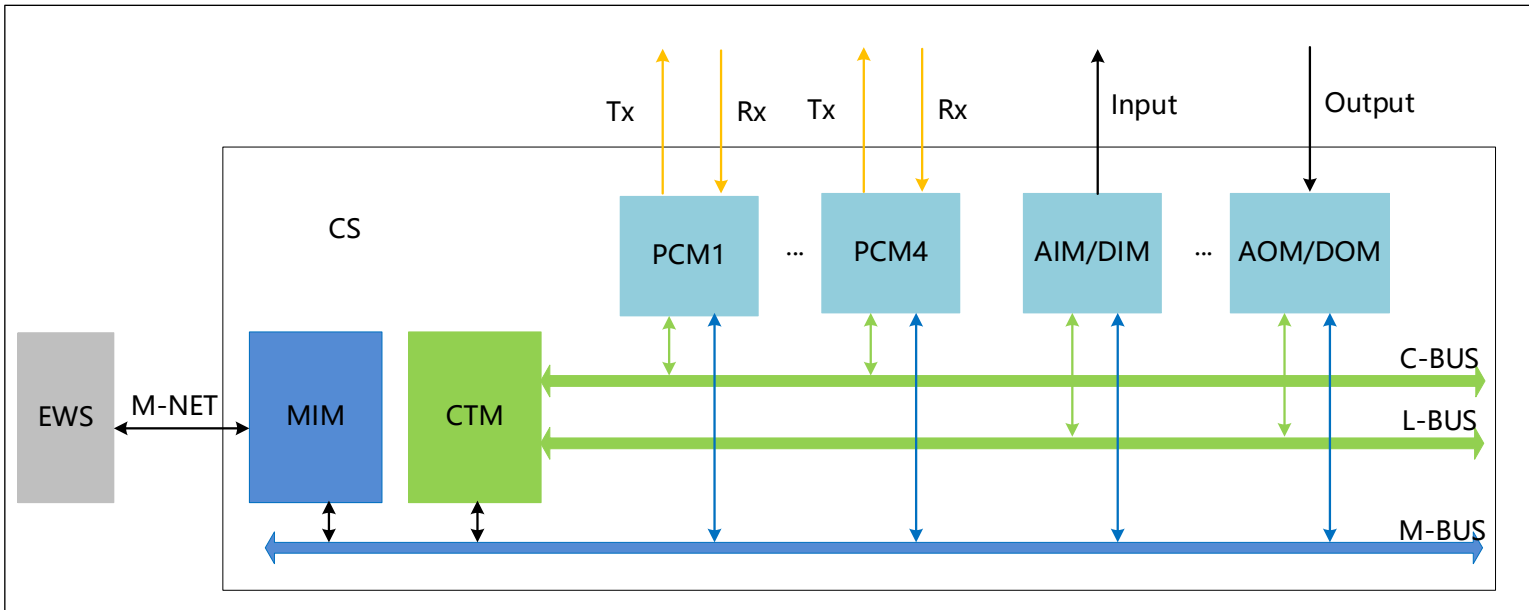 Tx
Rx
Tx
Rx
Input
Output
CS
PCM1
...
PCM4
AIM/DIM
...
AOM/DOM
C-BUS
EWS
M-NET
MIM
CTM
L-BUS
M-BUS